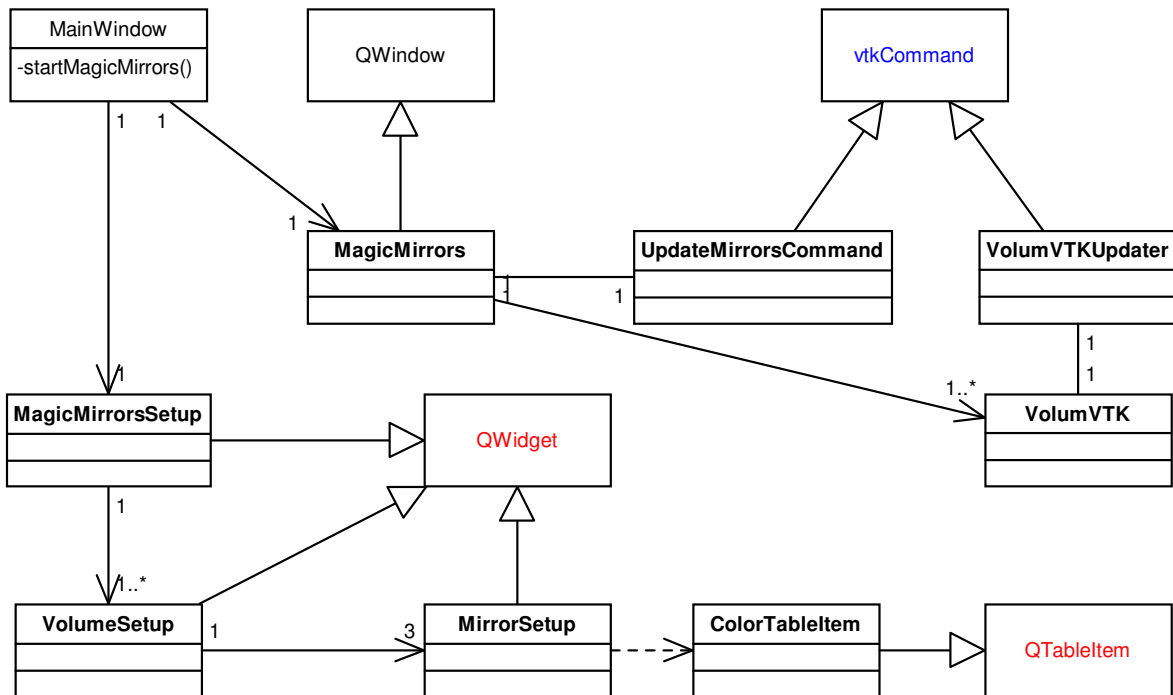 MainWindow
-startMagicMirrors()
QWindow
vtkCommand
1
1
1
MagicMirrors
UpdateMirrorsCommand
VolumVTKUpdater
1
1
1
1
1
1..*
1
MagicMirrorsSetup
QWidget
VolumVTK
1
1..*
VolumeSetup
1
3
MirrorSetup
ColorTableItem
QTableItem